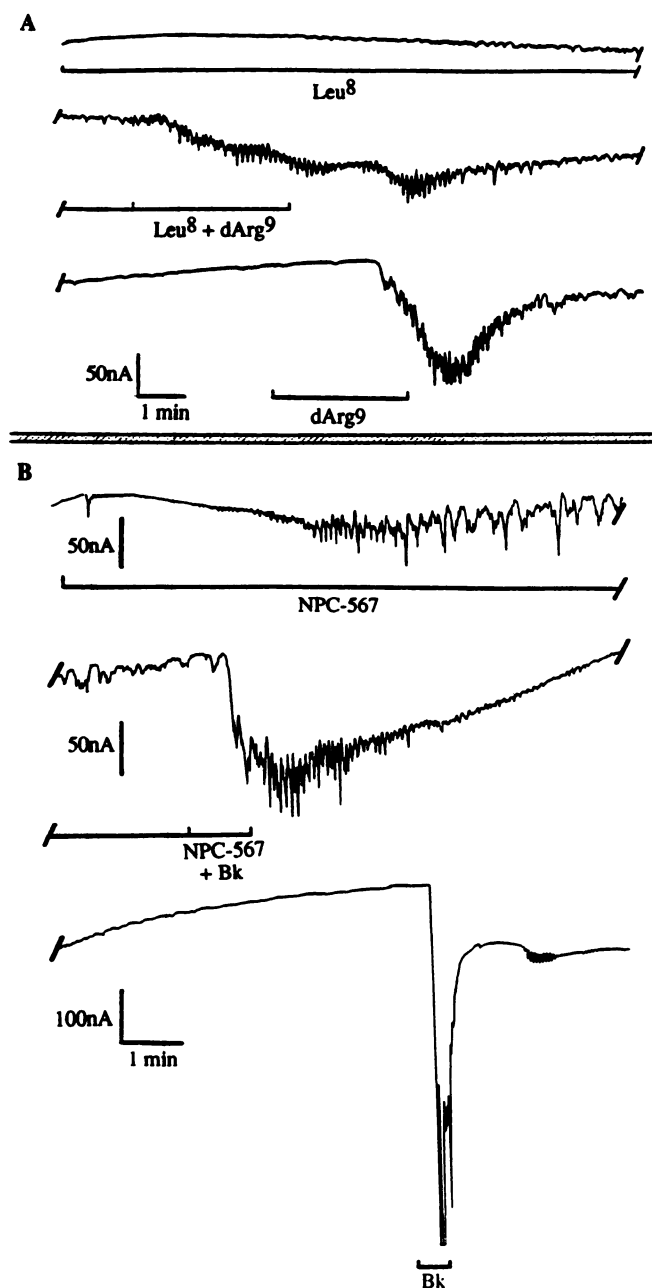 A
Leu⁸
Leu⁸ + dArg⁹
50nA
1 min
dArg9
B
50nA
NPC-567
50nA
NPC-567
+ Bk
100nA
1 min
Bk